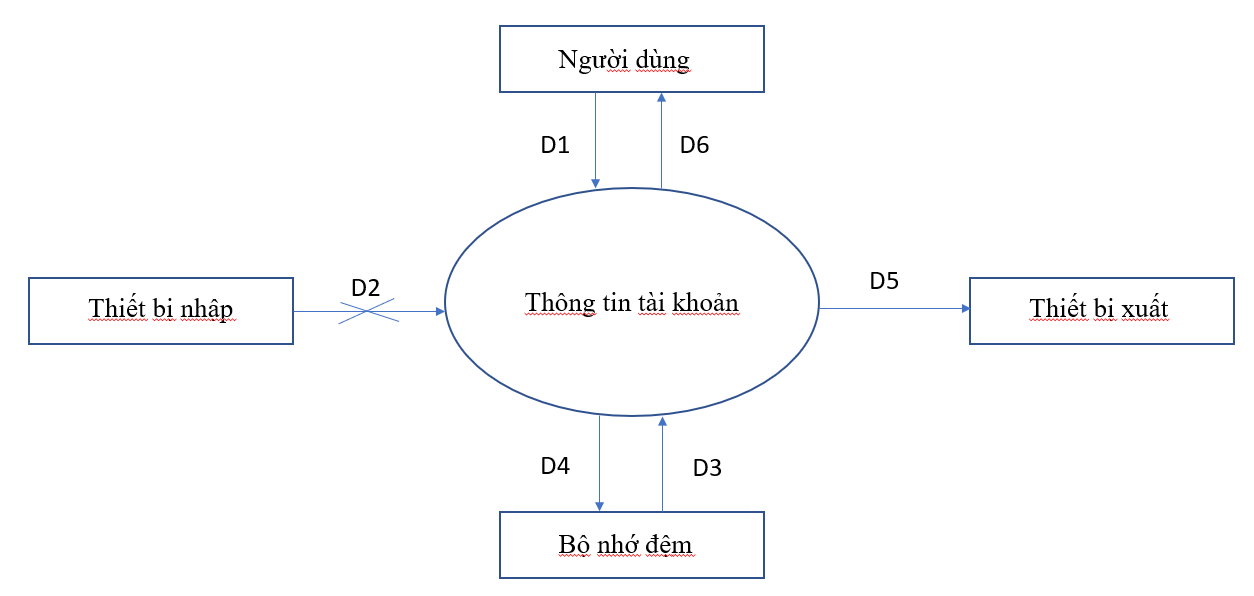 Người dùng
D1
D6
Thiết bi nhập
D2
Thông tin tài khoản
D5
Thiết bị xuất
D4
D3
Bộ nhớ đệm